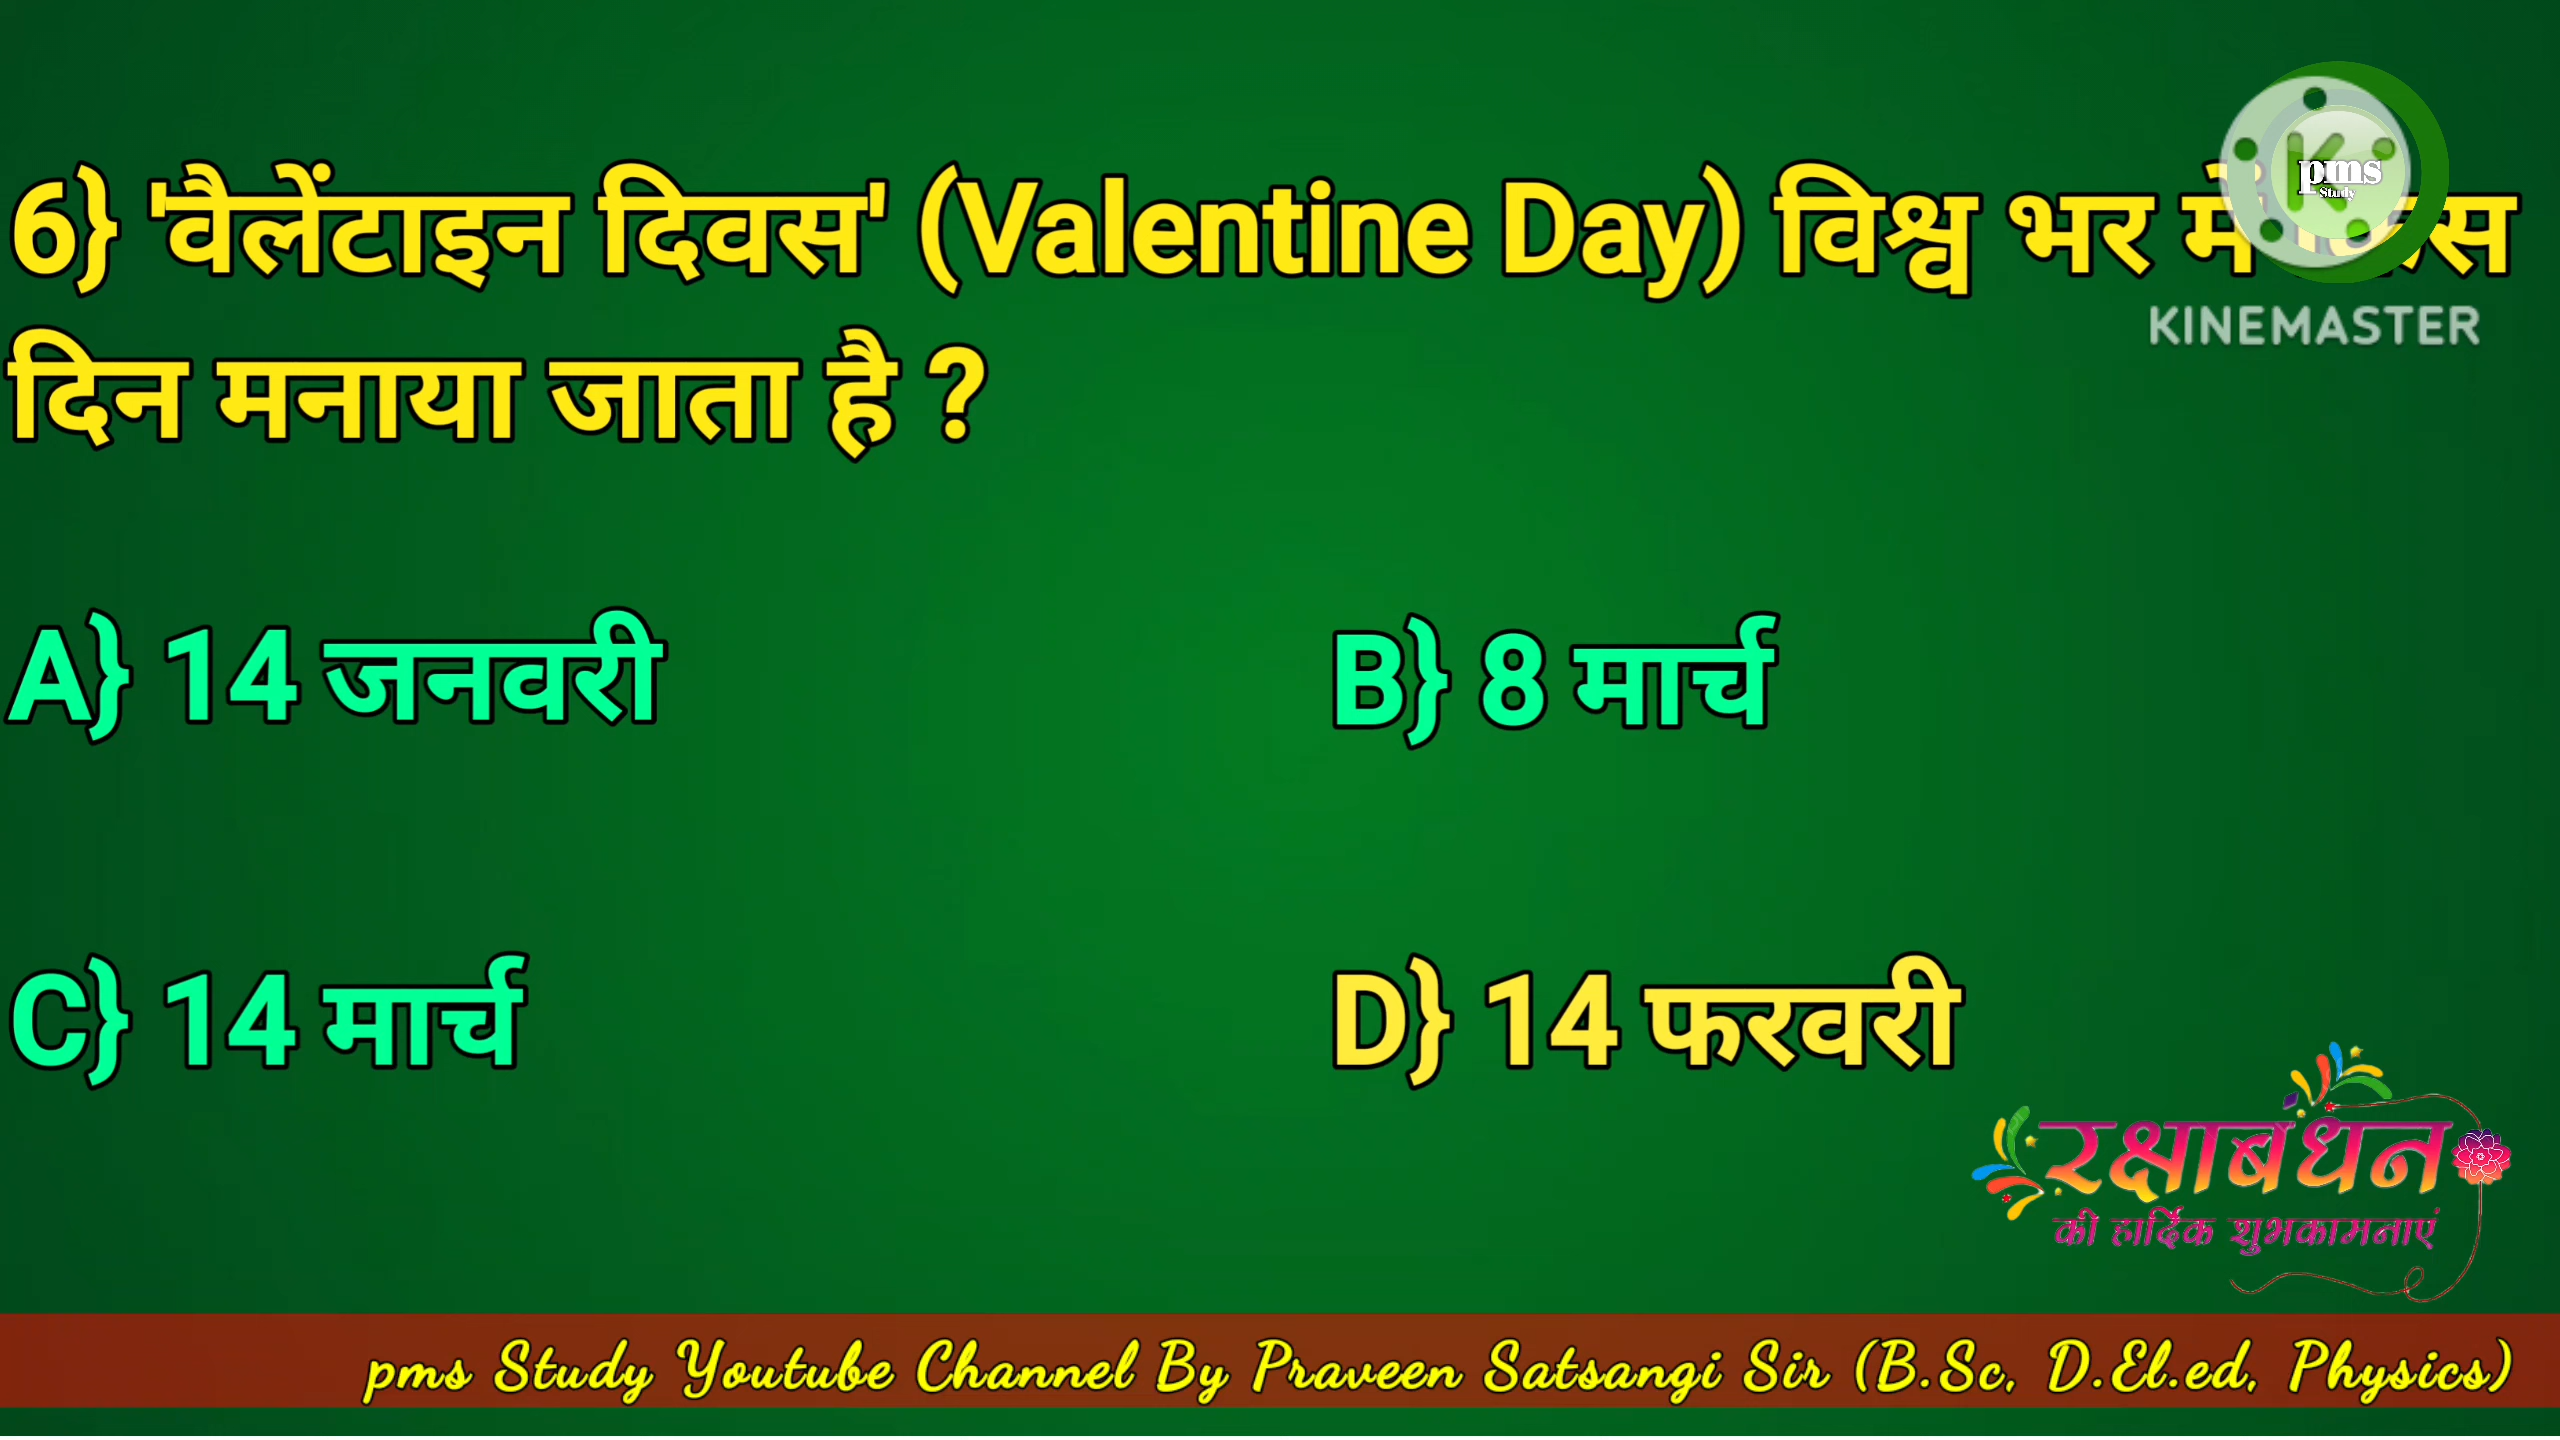 6} 'वैलेंटाइन दिवस' (Valentine Day) विश्व भर में
दिन मनाया जाता है ?
pms
Study
KINEMASTER
A} 14 जनवरी
B} 8 मार्च
C} 14 मार्च
D} 14 फरवरी
रक्षाबंधन
की हार्दिक शुभकामनाएं
pms Study Youtube Channel By Praveen Satsangi Sir (B.Sc, D.El.ed, Physics)